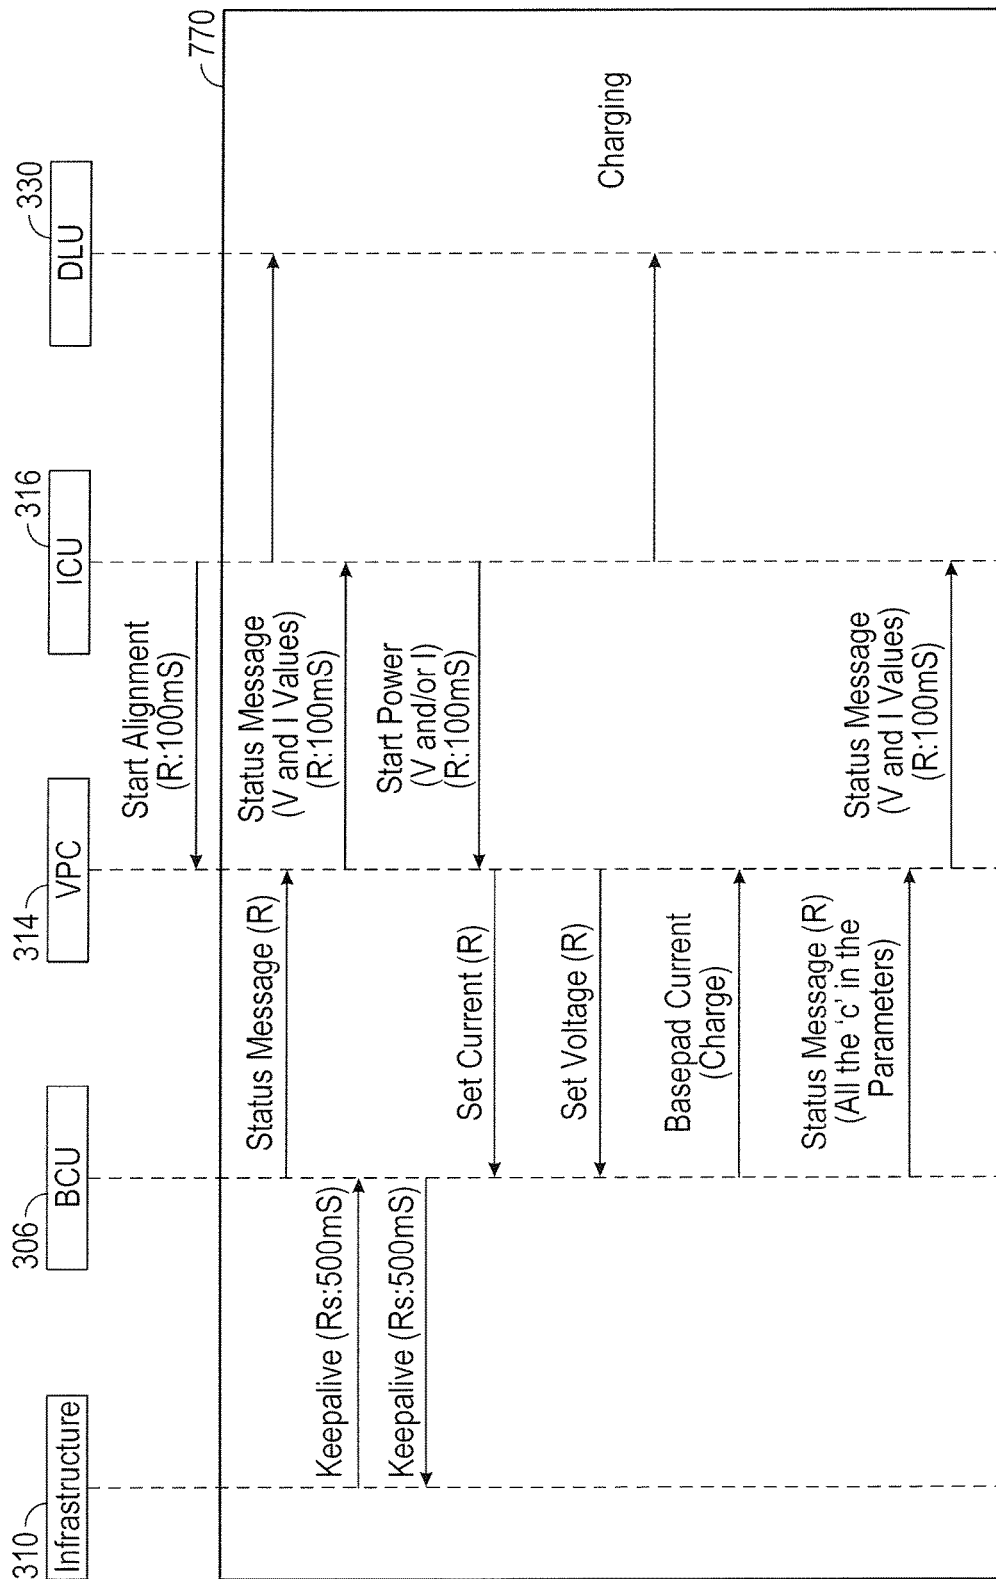 310
Infrastructure
306
BCU
314
VPC
316
ICU
330
DLU
770
Start Alignment
(R:100mS)
Status Message (R)
Status Message
(V and I Values)
(R:100mS)
Keepalive (Rs:500mS)
Keepalive (Rs:500mS)
Start Power
(V and/or I)
(R:100mS)
Set Current (R)
Set Voltage (R)
Charging
Basepad Current
(Charge)
Status Message (R)
(All the ‘c’ in the
Parameters)
Status Message
(V and I Values)
(R:100mS)